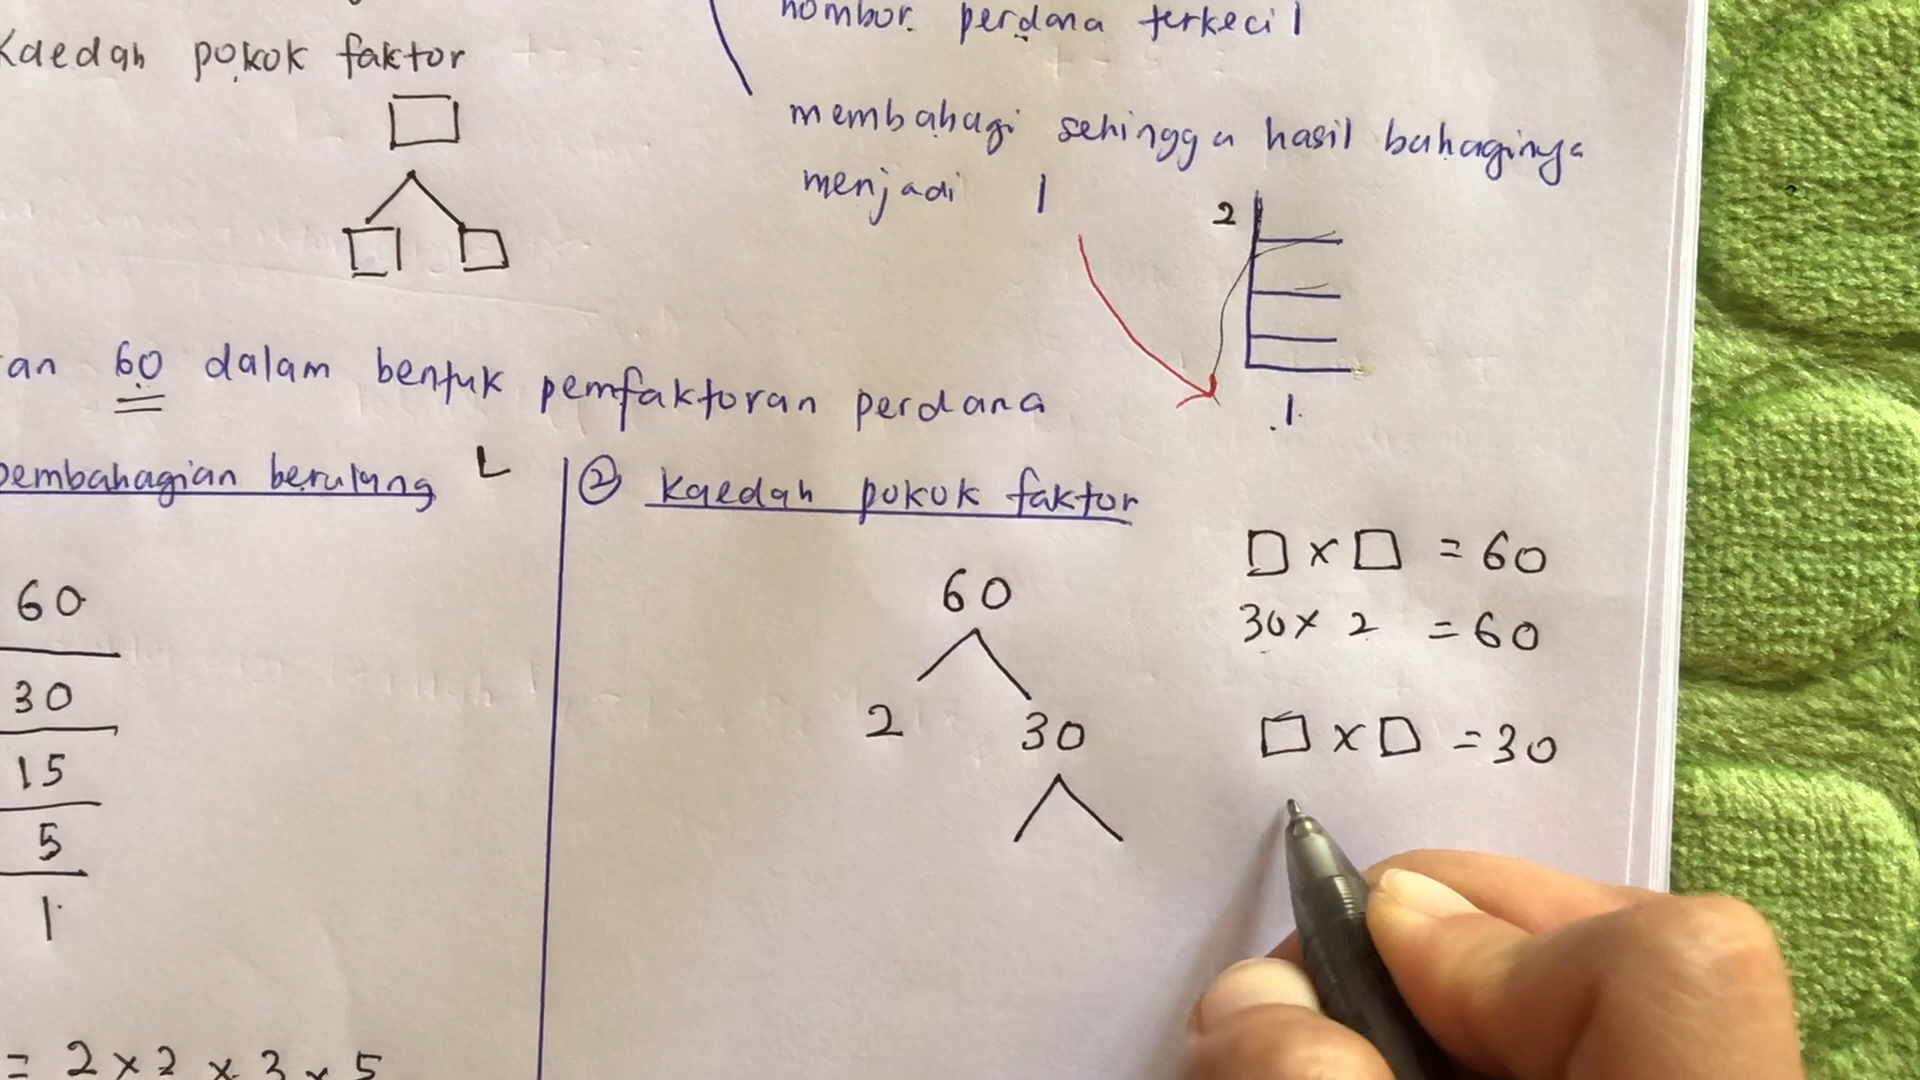 nombor perdana terkecil
Kaedah pokok faktor
membahagi sehingga hasil bahaginya
menjadi 1
2
1
an 60 dalam bentuk pemfaktoran perdana
pembahagian berulang
② Kaedah pokok faktor
60
30
15
5
1
= 2 x 2 x 3 x 5
60
2 30
□ x □ = 60
30 x 2 = 60
□ x □ = 30